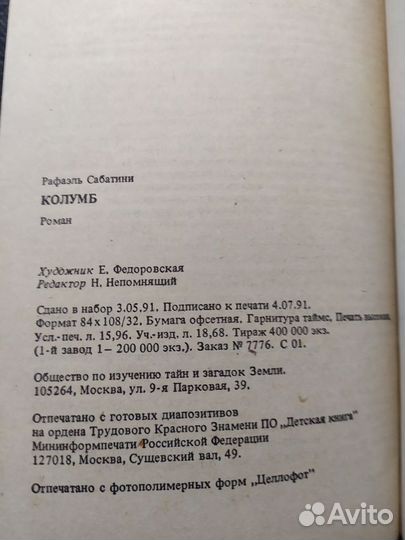 Рафаэль Сабатини
КОЛУМБ
Роман
Художник Е. Федоровская
Редактор Н. Непомнящий
Сдано в набор 3.05.91. Подписано к печати 4.07.91.
Формат 84 х 108/32. Бумага офсетная. Гарнитура таймс. Печать высокая.
Усл.-печ. л. 15,96. Уч.-изд. л. 18,68. Тираж 400 000 экз.
(1-й завод 1— 200 000 экз.). Заказ № 7776. С 01.
Общество по изучению тайн и загадок Земли.
105264, Москва, ул. 9-я Парковая, 39.
Отпечатано с готовых диапозитивов
на ордена Трудового Красного Знамени ПО „Детская книга"
Мининформпечати Российской Федерации
127018, Москва, Сущевский вал, 49.
Отпечатано с фотополимерных форм „Целлофот"
Avito